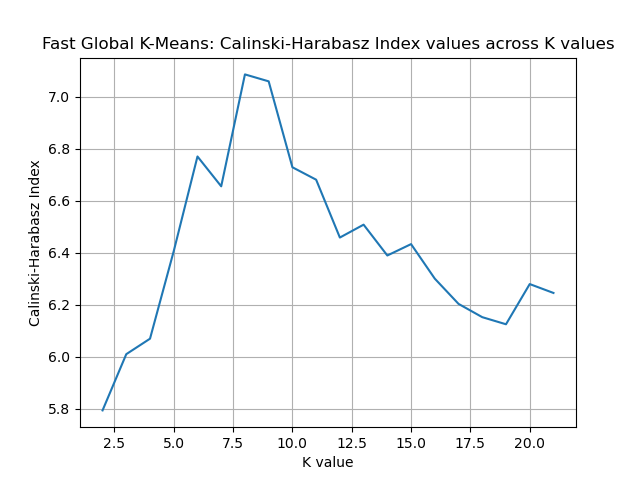 Fast Global K-Means: Calinski-Harabasz Index values across K values
7.0
6.8
6.6
6.4
6.2
6.0
5.8
Calinski-Harabasz Index
2.5 5.0 7.5 10.0 12.5 15.0 17.5 20.0
K value